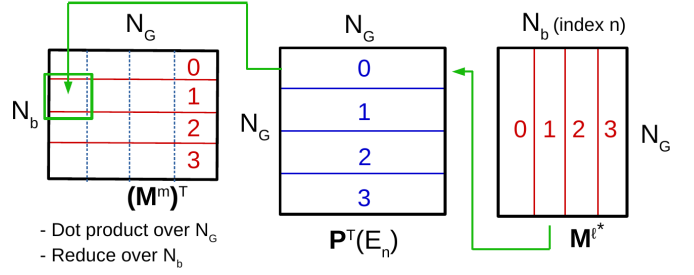 N_G
N_b
0
1
2
3
(M^m)^T
- Dot product over N_G
- Reduce over N_b
N_G
N_G
0
1
2
3
P^T(E_n)
N_b (index n)
0 1 2 3
N_G
M^ℓ*